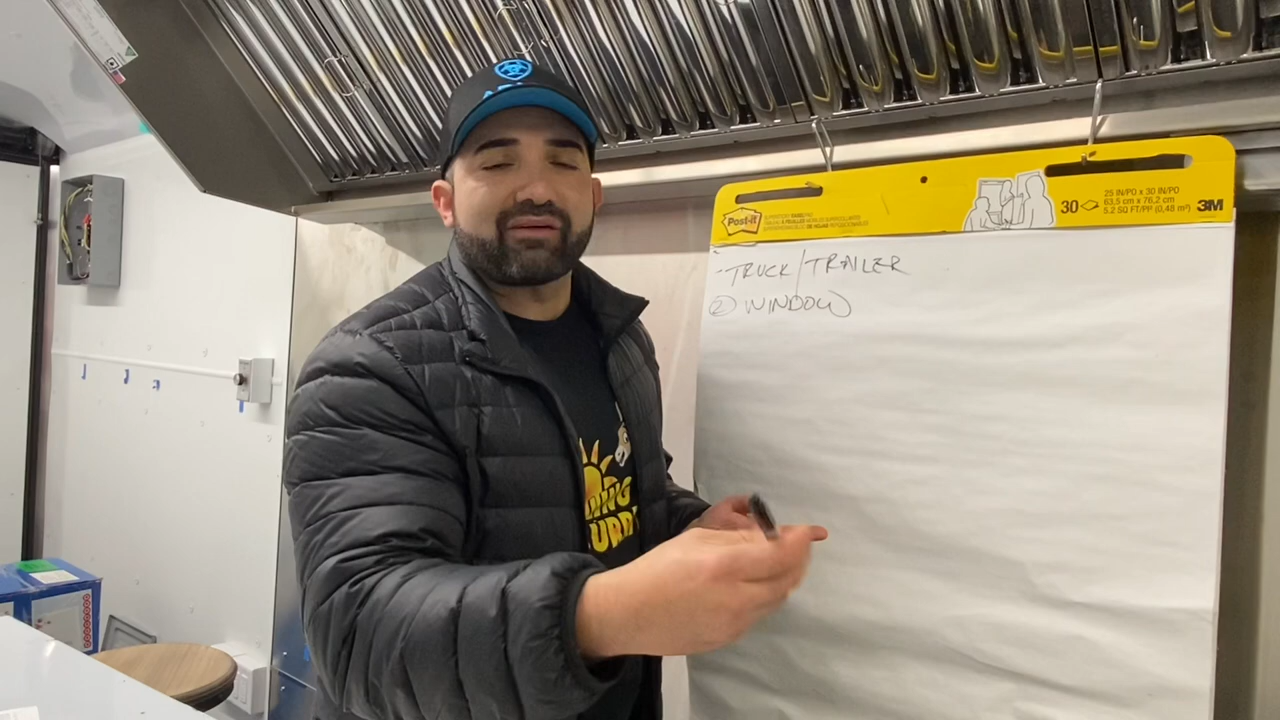 Post-it
25 IN/PO x 30 IN/PO
63,5 cm x 76,2 cm
5.2 SQ FT/PP (0,48 m²)
30
3M
- TRUCK/TRAILER
② WINDOW